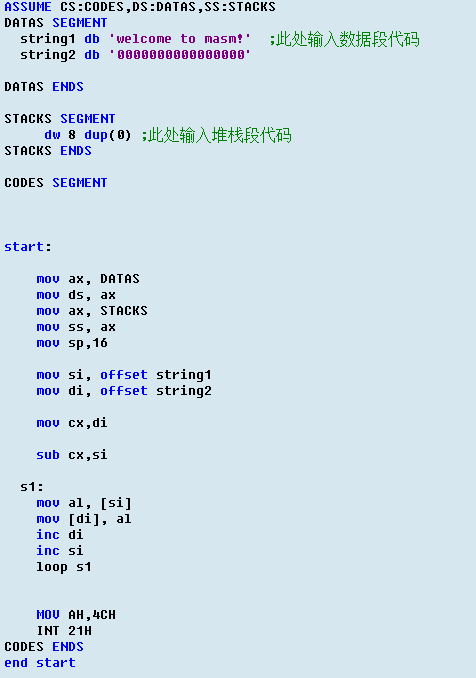 ASSUME CS:CODES,DS:DATAS,SS:STACKS
DATAS SEGMENT
string1 db 'welcome to masm!' ;此处输入数据段代码
string2 db '0000000000000000'
DATAS ENDS
STACKS SEGMENT
dw 8 dup(0) ;此处输入堆栈段代码
STACKS ENDS
CODES SEGMENT
start:
mov ax, DATAS
mov ds, ax
mov ax, STACKS
mov ss, ax
mov sp,16
mov si, offset string1
mov di, offset string2
mov cx,di
sub cx,si
s1:
mov al, [si]
mov [di], al
inc di
inc si
loop s1
MOV AH,4CH
INT 21H
CODES ENDS
end start